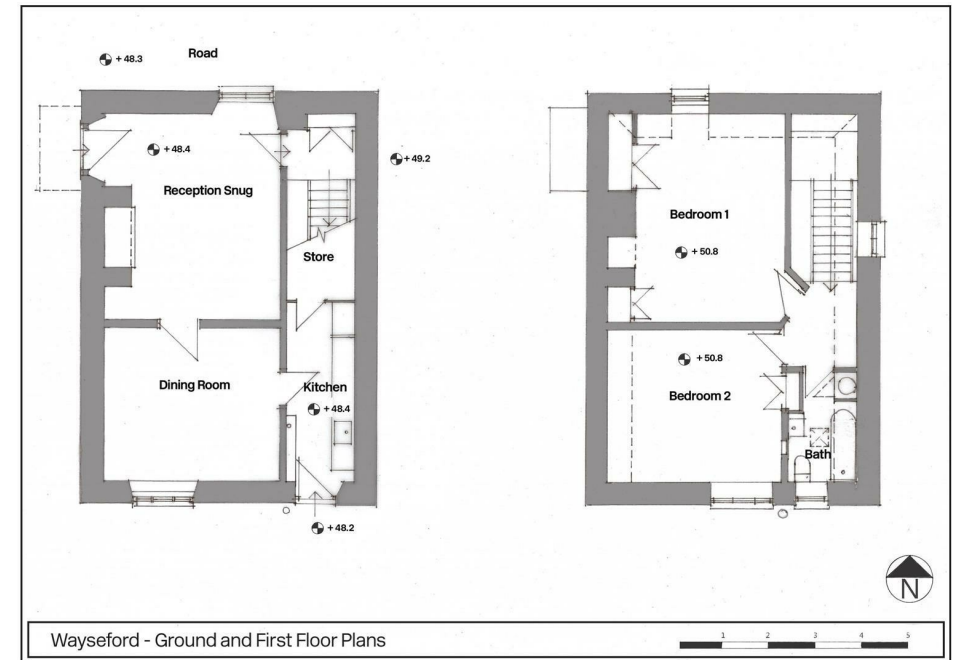 Road
+ 48.3
+ 48.4
+ 49.2
Reception Snug
Store
Dining Room
Kitchen
+ 48.4
+ 48.2
Bedroom 1
+ 50.8
+ 50.8
Bedroom 2
Bath
N
Wayseford - Ground and First Floor Plans
1 2 3 4 5